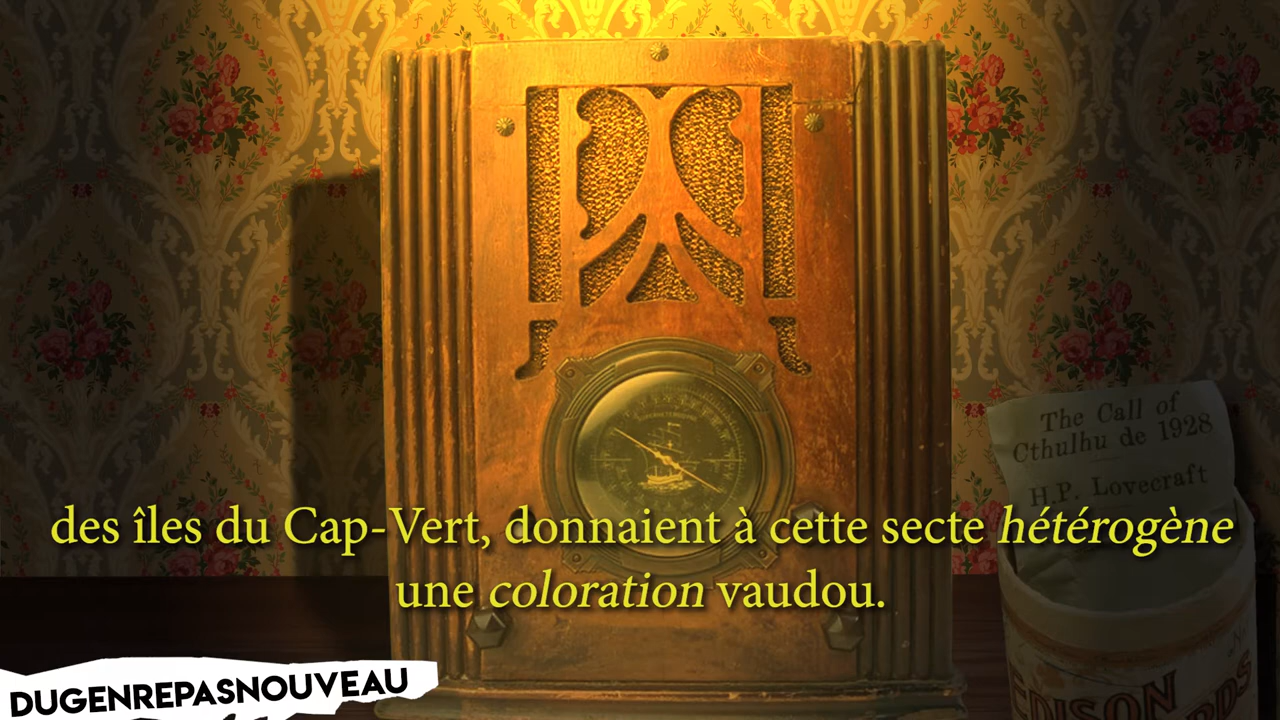 The Call of
Cthulhu de 1928
H.P. Lovecraft
des îles du Cap-Vert, donnaient à cette secte hétérogène
une coloration vaudou.
EDISON
DUGENREPASNOUVEAU